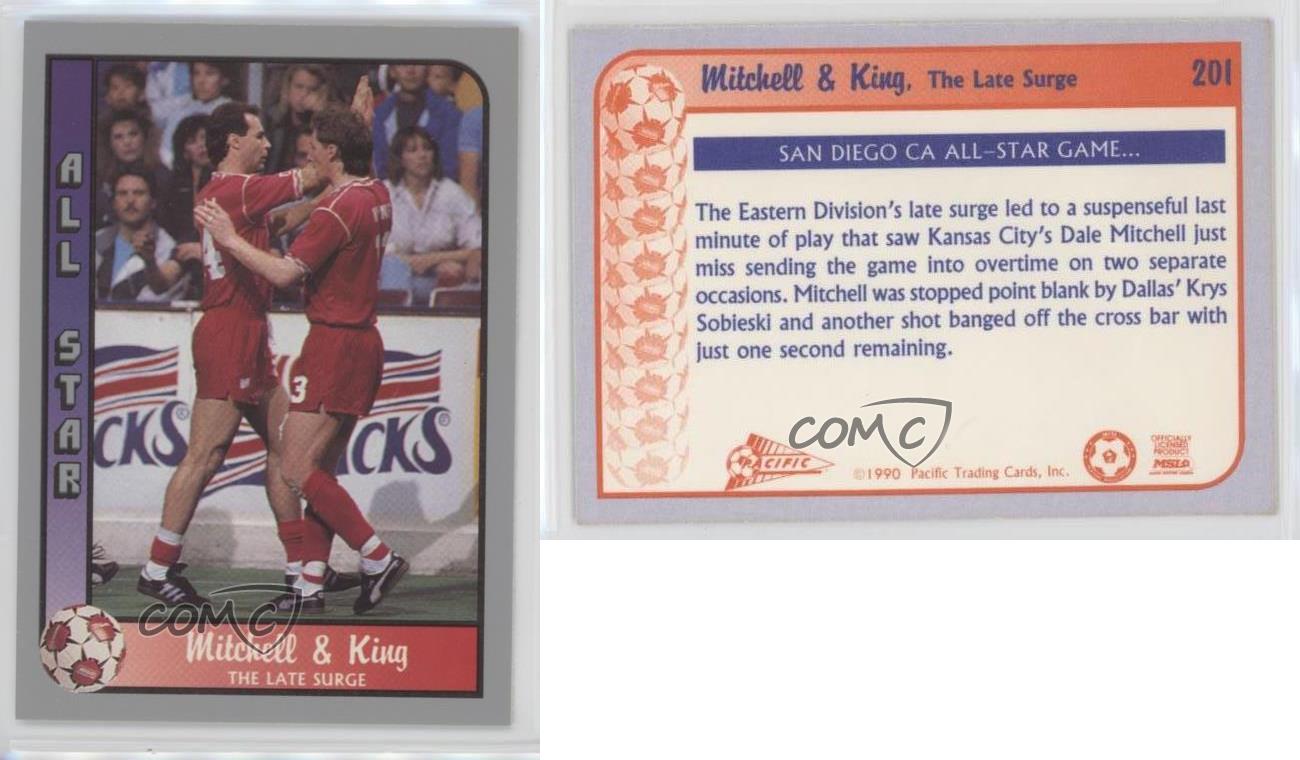 ALL STAR
CKS®
CKS®
4
3
COMC
Mitchell & King
THE LATE SURGE
Mitchell & King, The Late Surge 201
SAN DIEGO CA ALL-STAR GAME...
The Eastern Division's late surge led to a suspenseful last
minute of play that saw Kansas City's Dale Mitchell just
miss sending the game into overtime on two separate
occasions. Mitchell was stopped point blank by Dallas' Krys
Sobieski and another shot banged off the cross bar with
just one second remaining.
COMC
PACIFIC
©1990 Pacific Trading Cards, Inc.
OFFICIALLY
LICENSED
PRODUCT
MSLA